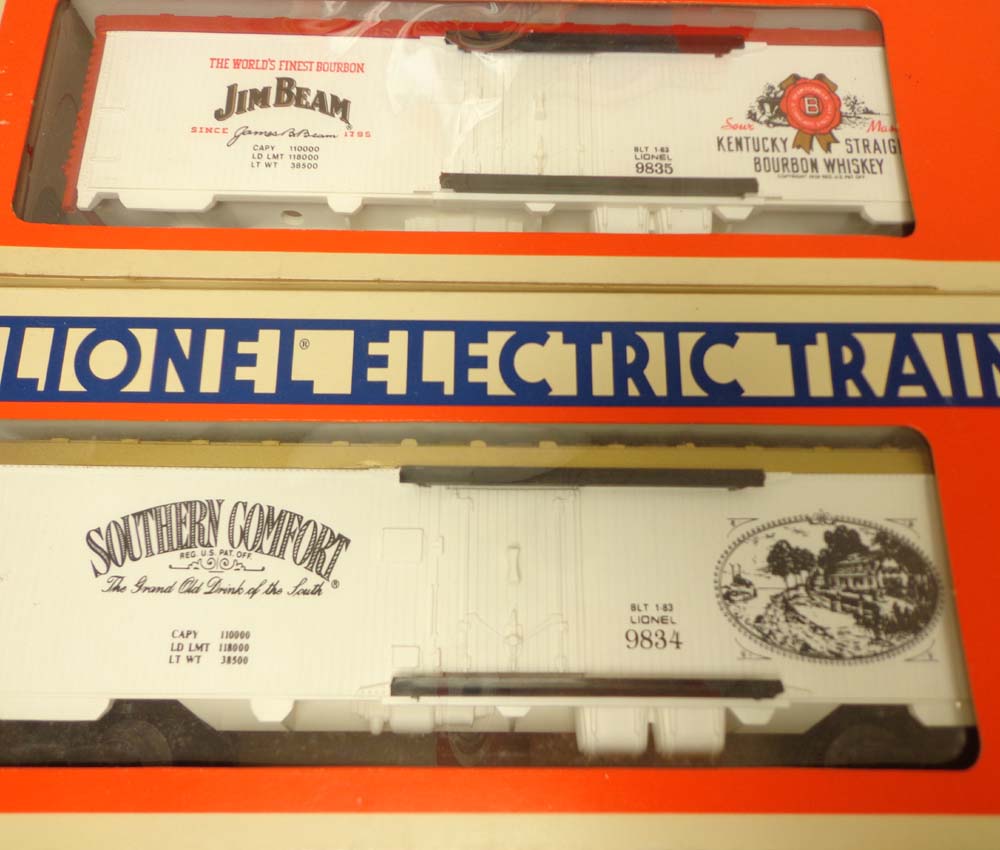 THE WORLD'S FINEST BOURBON
JIM BEAM®
SINCE James B. Beam 1795
CAPY 110000
LD LMT 118000
LT WT 38500
BLT 1-83
LIONEL
9835
B
Sour Mas
KENTUCKY STRAIG
BOURBON WHISKEY
LIONEL® ELECTRIC TRAIN
SOUTHERN COMFORT®
REG. U.S. PAT. OFF.
The Grand Old Drink of the South
CAPY 110000
LD LMT 118000
LT WT 38500
BLT 1-83
LIONEL
9834